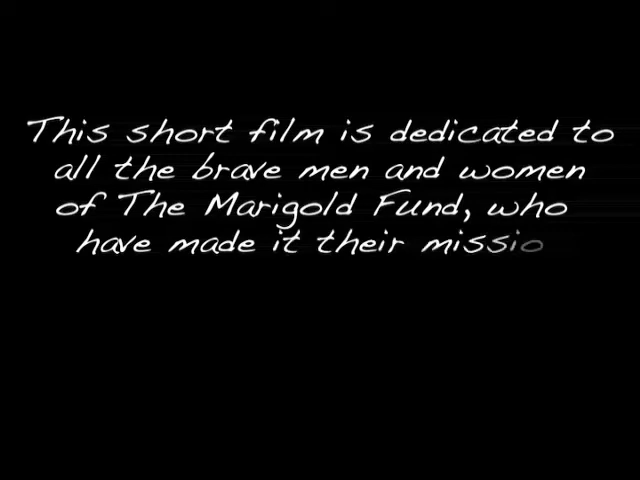 This short film is dedicated to
all the brave men and women
of The Marigold Fund, who
have made it their missio